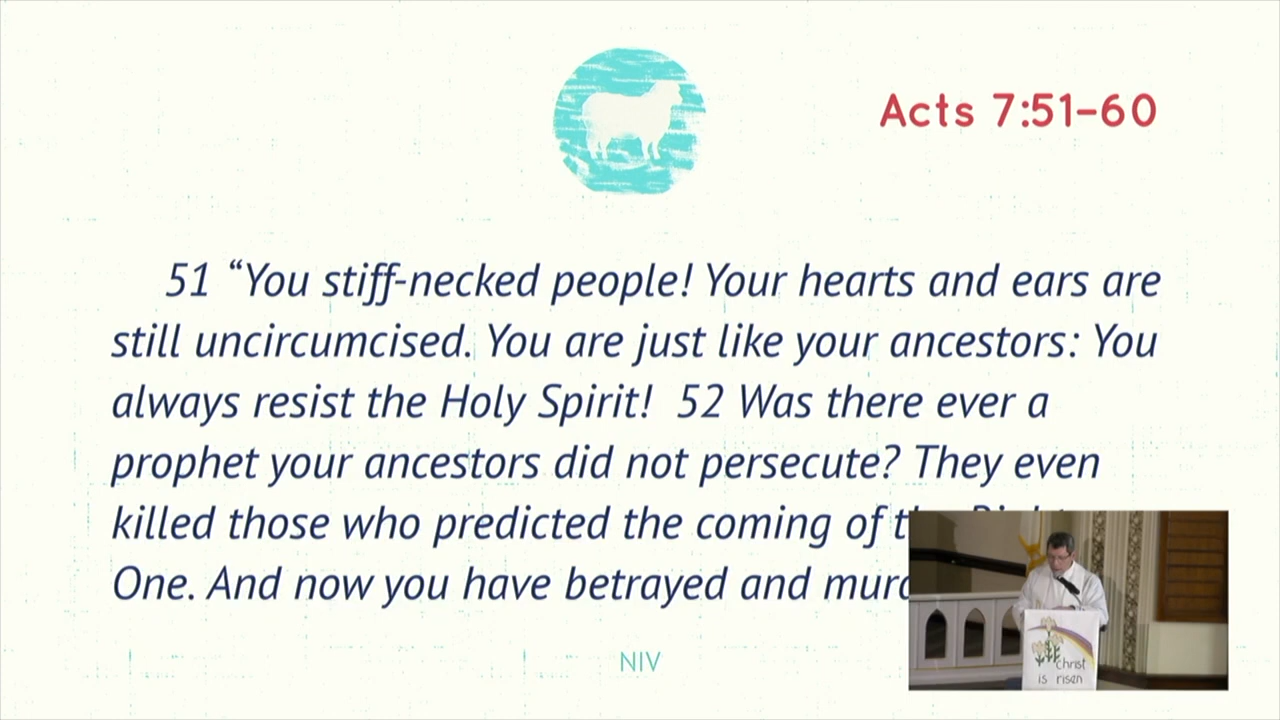 Acts 7:51–60
51 “You stiff-necked people! Your hearts and ears are
still uncircumcised. You are just like your ancestors: You
always resist the Holy Spirit! 52 Was there ever a
prophet your ancestors did not persecute? They even
killed those who predicted the coming of
One. And now you have betrayed and
NIV
christ
is risen